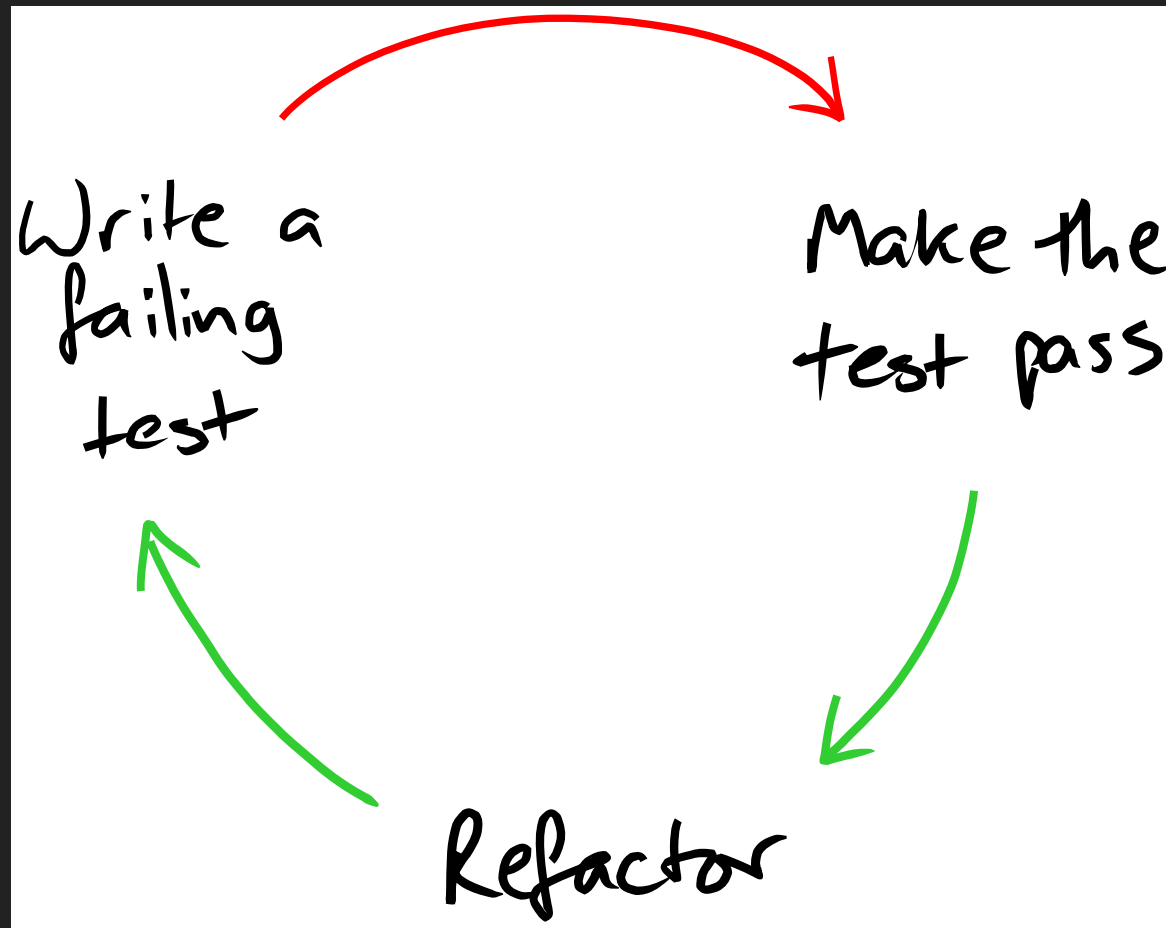 Write a
failing
test
Make the
test pass
Refactor